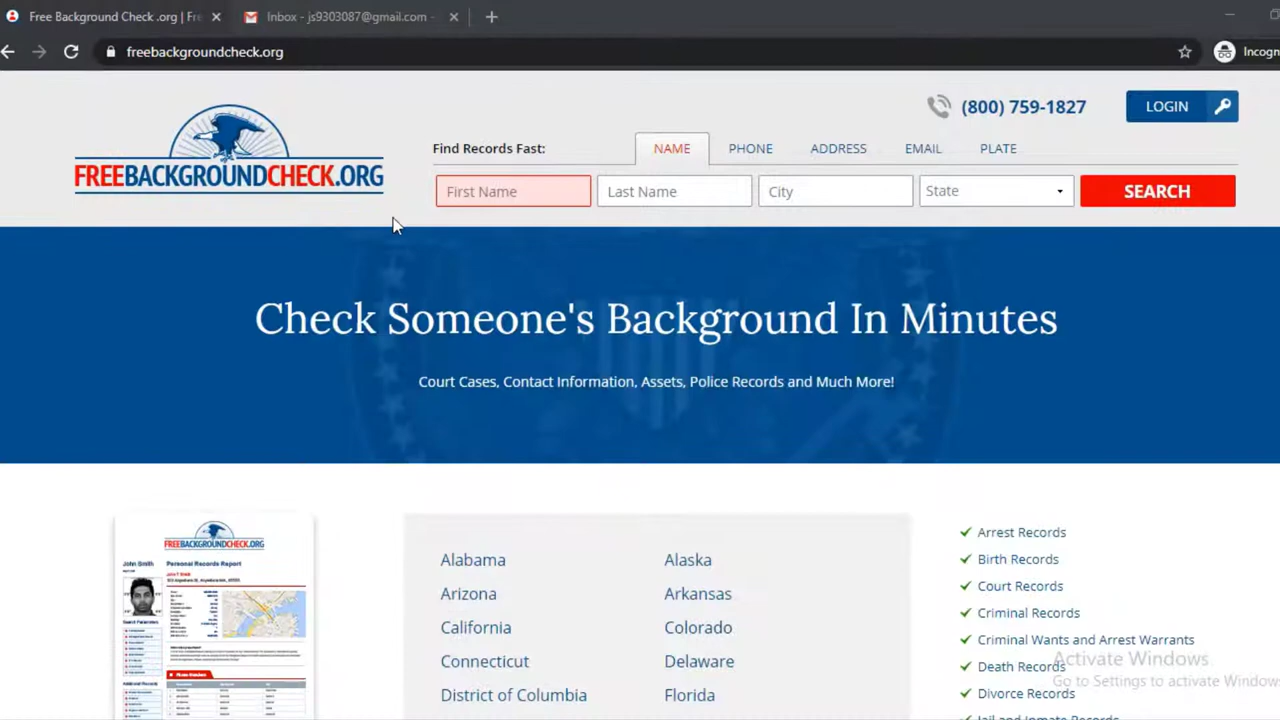 Free Background Check .org | Fre
Inbox - js9303087@gmail.com -
freebackgroundcheck.org
Incogn
FREEBACKGROUNDCHECK.ORG
(800) 759-1827
LOGIN
Find Records Fast:
NAME
PHONE
ADDRESS
EMAIL
PLATE
First Name
Last Name
City
State
SEARCH
Check Someone's Background In Minutes
Court Cases, Contact Information, Assets, Police Records and Much More!
FREEBACKGROUNDCHECK.ORG
John Smith
Personal Records Report
Alabama
Alaska
Arizona
Arkansas
California
Colorado
Connecticut
Delaware
District of Columbia
Florida
Arrest Records
Birth Records
Court Records
Criminal Records
Criminal Wants and Arrest Warrants
Death Records
Divorce Records
Jail and Inmate Records
Activate Windows
Go to Settings to activate Windows